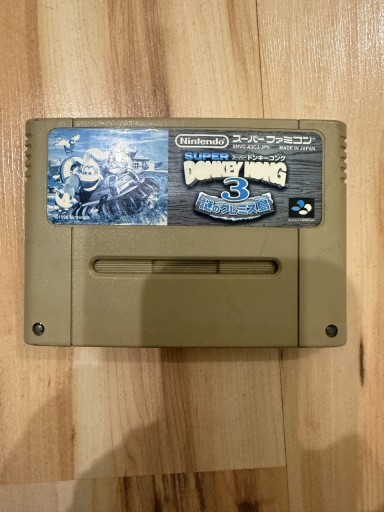 Nintendo スーパーファミコン
SHVC-A3CJ-JPN MADE IN JAPAN
SUPER スーパードンキーコング
DONKEY KONG
3
謎のクレミス島